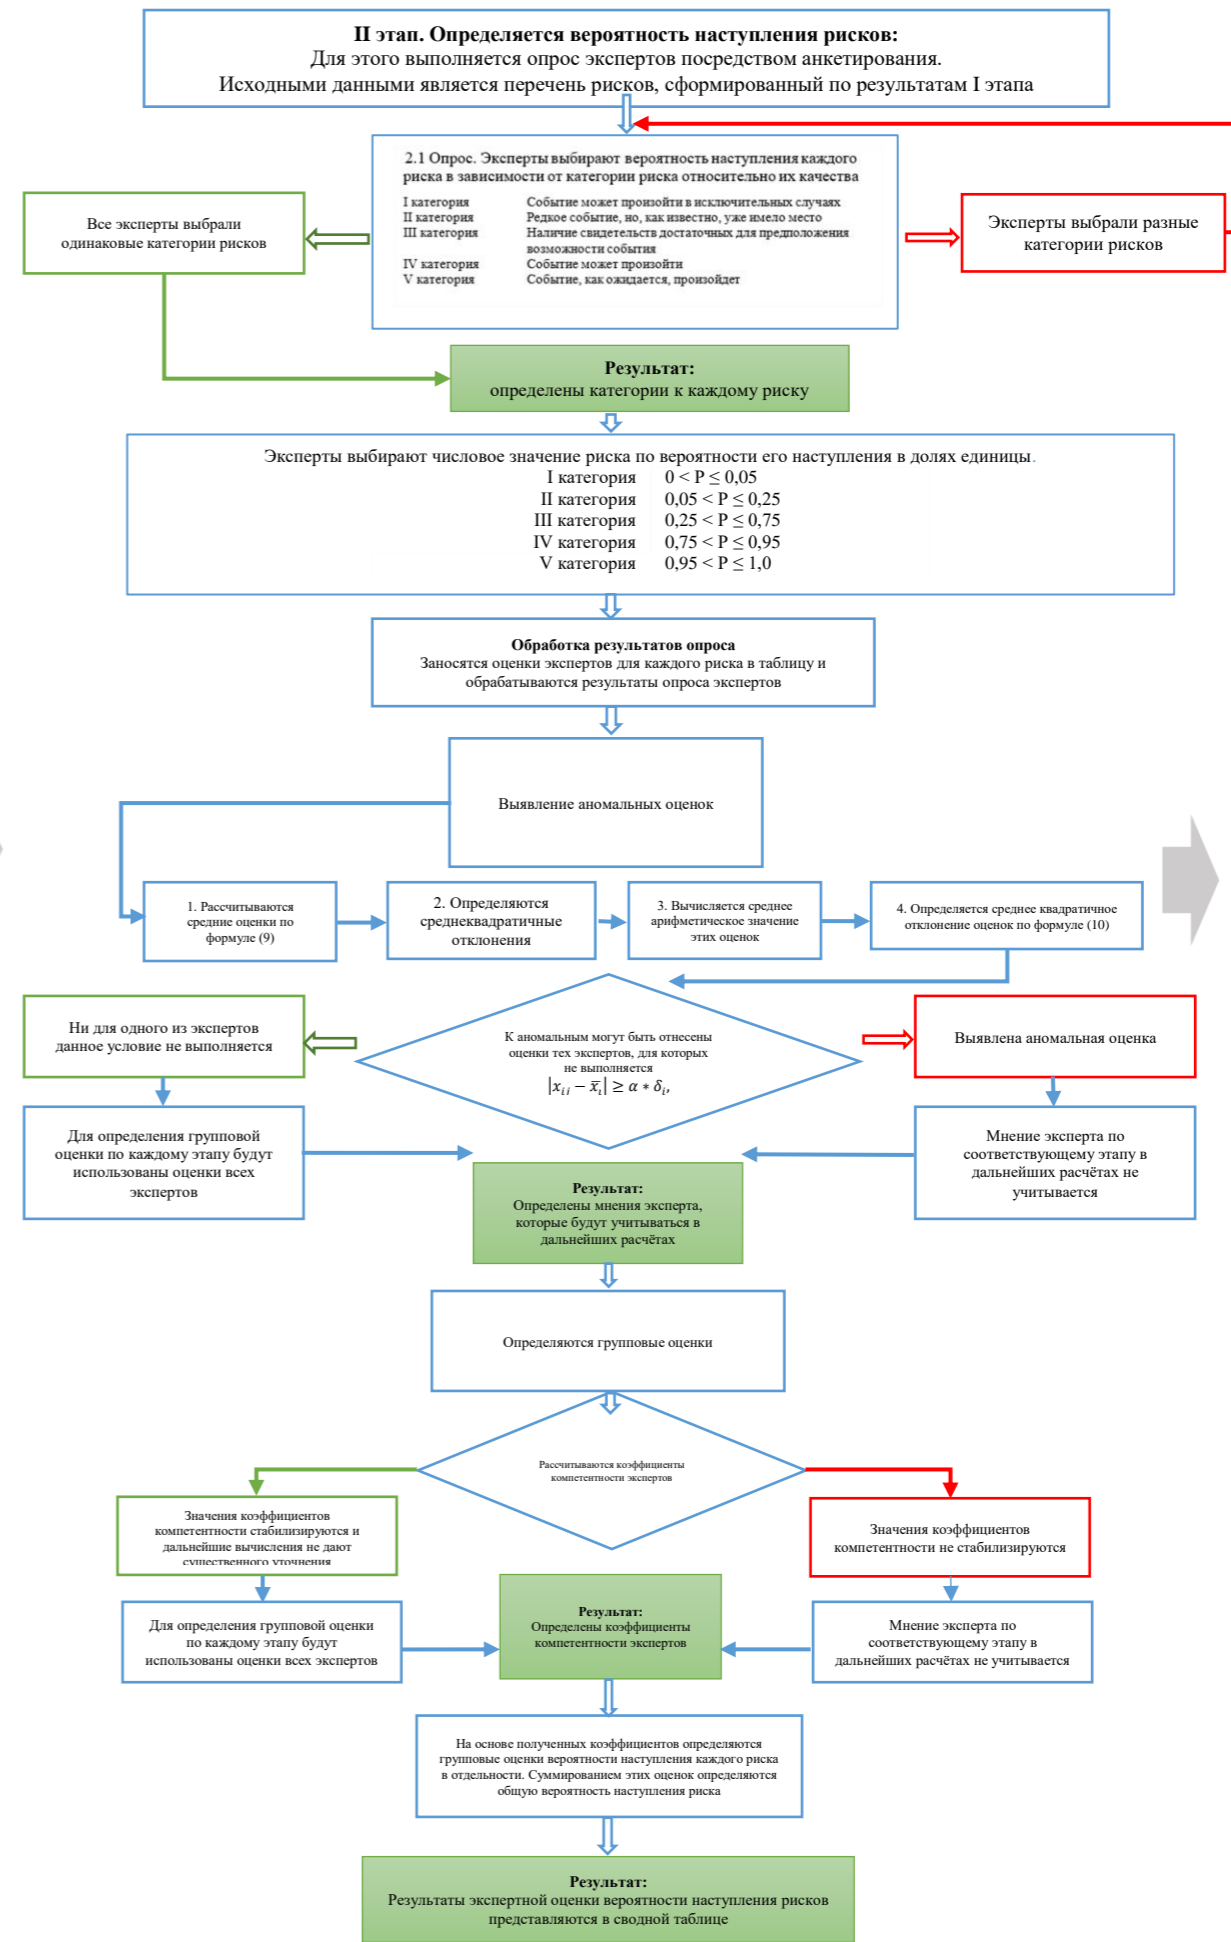 II этап. Определяется вероятность наступления рисков:
Для этого выполняется опрос экспертов посредством анкетирования.
Исходными данными является перечень рисков, сформированный по результатам I этапа
2.1 Опрос. Эксперты выбирают вероятность наступления каждого
риска в зависимости от категории риска относительно их качества
I категория Событие может произойти в исключительных случаях
II категория Редкое событие, но, как известно, уже имело место
III категория Наличие свидетельств достаточных для предположения
возможности события
IV категория Событие может произойти
V категория Событие, как ожидается, произойдет
Все эксперты выбрали
одинаковые категории рисков
Эксперты выбрали разные
категории рисков
Результат:
определены категории к каждому риску
Эксперты выбирают числовое значение риска по вероятности его наступления в долях единицы.
I категория 0 < P ≤ 0,05
II категория 0,05 < P ≤ 0,25
III категория 0,25 < P ≤ 0,75
IV категория 0,75 < P ≤ 0,95
V категория 0,95 < P ≤ 1,0
Обработка результатов опроса
Заносятся оценки экспертов для каждого риска в таблицу и
обрабатываются результаты опроса экспертов
Выявление аномальных оценок
1. Рассчитываются
средние оценки по
формуле (9)
2. Определяются
среднеквадратичные
отклонения
3. Вычисляется среднее
арифметическое значение
этих оценок
4. Определяется среднее квадратичное
отклонение оценок по формуле (10)
К аномальным могут быть отнесены
оценки тех экспертов, для которых
не выполняется
|x_{ii} − x̅_i| ≥ α * δ_i,
Ни для одного из экспертов
данное условие не выполняется
Выявлена аномальная оценка
Для определения групповой
оценки по каждому этапу будут
использованы оценки всех
экспертов
Мнение эксперта по
соответствующему этапу в
дальнейших расчётах не
учитывается
Результат:
Определены мнения эксперта,
которые будут учитываться в
дальнейших расчётах
Определяются групповые оценки
Рассчитываются коэффициенты
компетентности экспертов
Значения коэффициентов
компетентности стабилизируются и
дальнейшие вычисления не дают
существенного уточнения
Значения коэффициентов
компетентности не стабилизируются
Для определения групповой оценки
по каждому этапу будут
использованы оценки всех экспертов
Результат:
Определены коэффициенты
компетентности экспертов
Мнение эксперта по
соответствующему этапу в
дальнейших расчётах не учитывается
На основе полученных коэффициентов определяются
групповые оценки вероятности наступления каждого риска
в отдельности. Суммированием этих оценок определяются
общую вероятность наступления риска
Результат:
Результаты экспертной оценки вероятности наступления рисков
представляются в сводной таблице